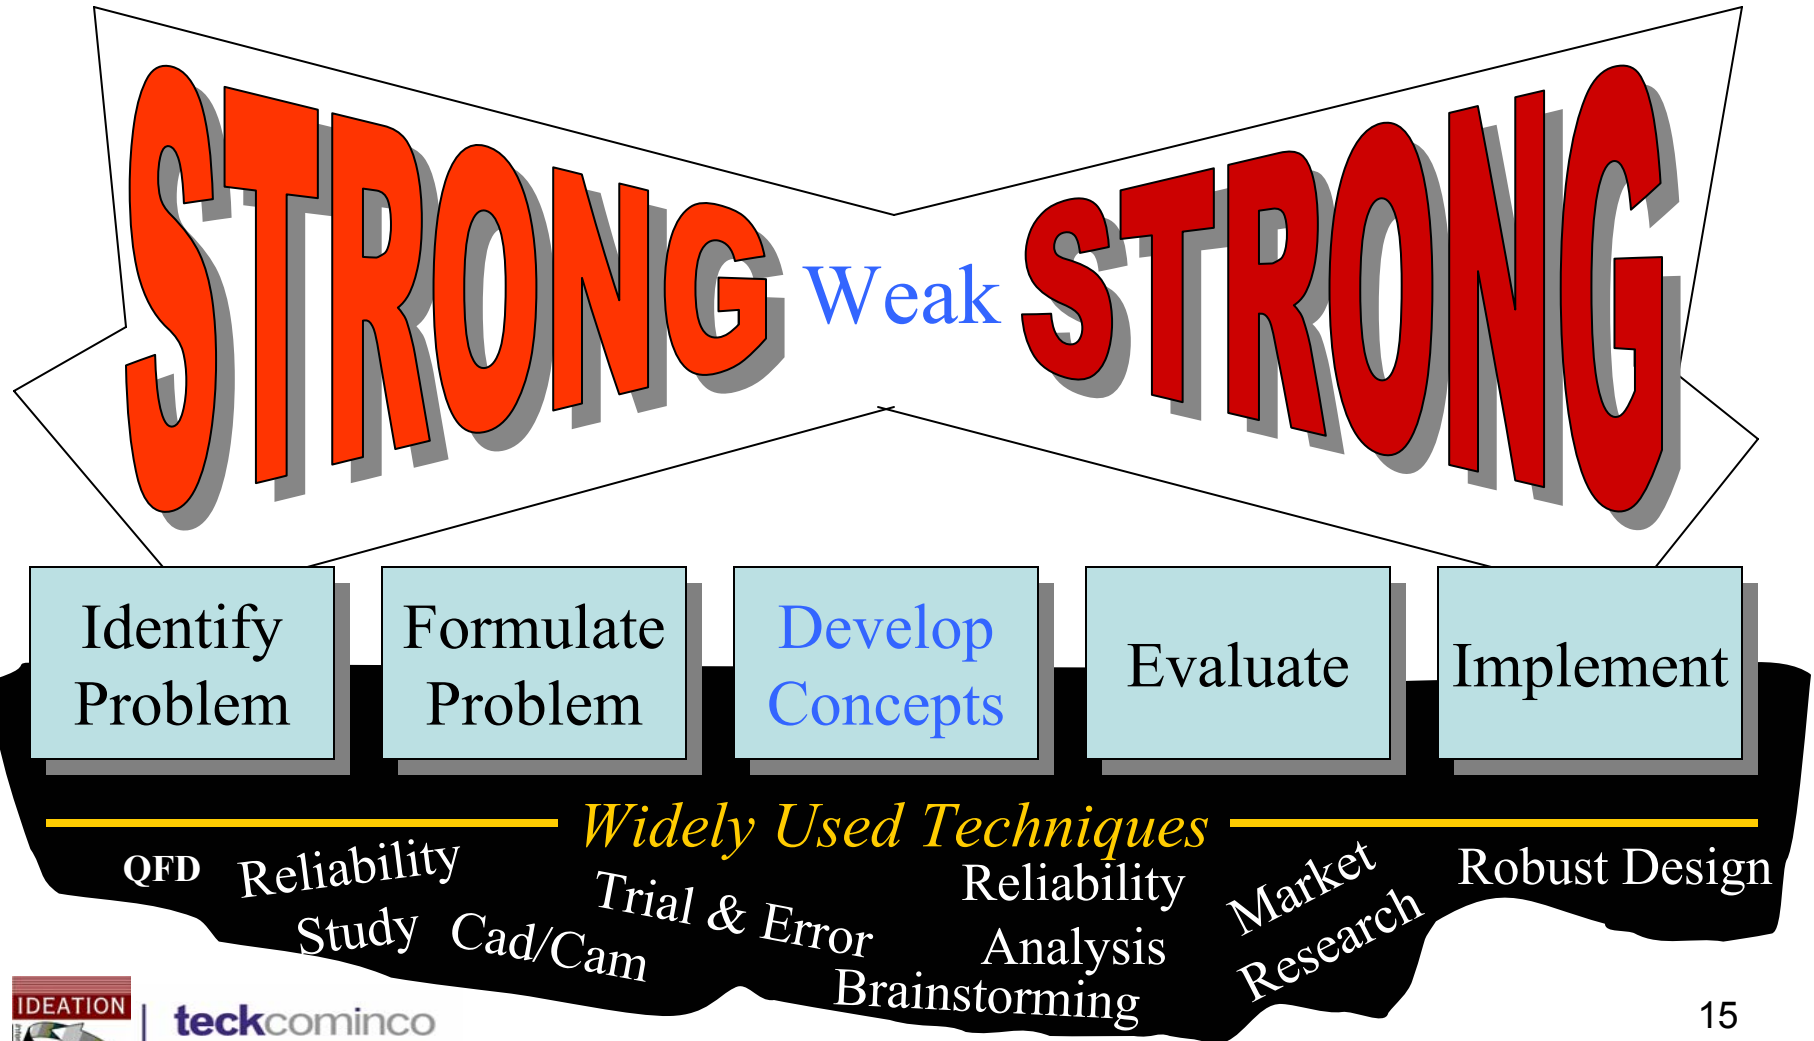 STRONG Weak STRONG
Identify
Problem
Formulate
Problem
Develop
Concepts
Evaluate
Implement
Widely Used Techniques
QFD
Reliability
Study
Cad/Cam
Trial & Error
Reliability
Analysis
Brainstorming
Market
Research
Robust Design
IDEATION
teckcominco
15